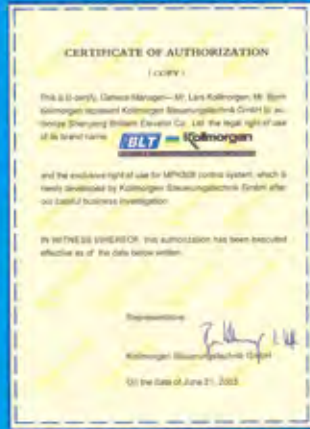 CERTIFICATE OF AUTHORIZATION
( COPY )
This is to certify, General Manager— Mr. Lars Kollmorgen, Mr. Bjorn
Kollmorgen represent Kollmorgen Steuerungstechnik GmbH to au-
thorize Shenyang Brilliant Elevator Co., Ltd. the legal right of use
of its brand name
BLT — Kollmorgen
and the exclusive right of use for control system, which is
newly developed by Kollmorgen Steuerungstechnik GmbH after
our careful business investigation.
IN WITNESS WHEREOF, this authorization has been executed
effective as of the date below written.
Representative
Kollmorgen Steuerungstechnik GmbH
On the Date of June 21, 2003